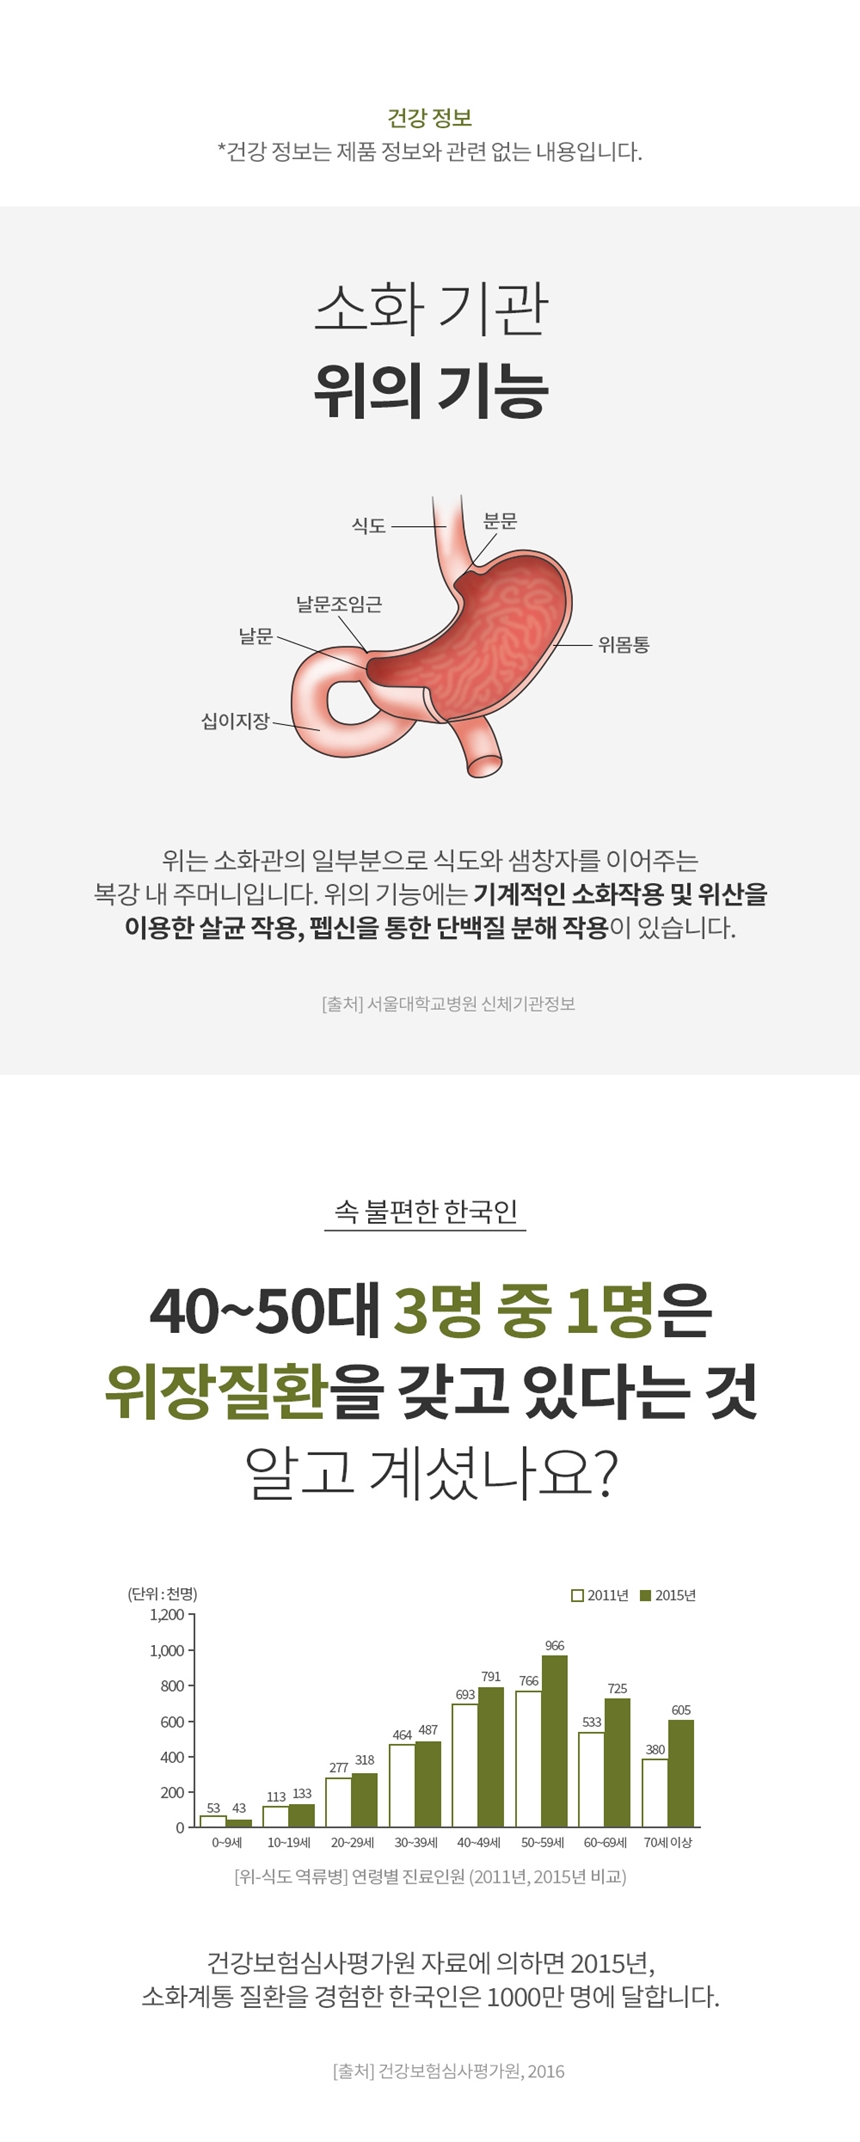 건강 정보
*건강 정보는 제품 정보와 관련 없는 내용입니다.
소화 기관
위의 기능
식도
분문
날문조임근
날문
위몸통
십이지장
위는 소화관의 일부분으로 식도와 샘창자를 이어주는
복강 내 주머니입니다. 위의 기능에는 기계적인 소화작용 및 위산을
이용한 살균 작용, 펩신을 통한 단백질 분해 작용이 있습니다.
[출처] 서울대학교병원 신체기관정보
속 불편한 한국인
40~50대 3명 중 1명은
위장질환을 갖고 있다는 것
알고 계셨나요?
(단위 : 천명)
2011년 2015년
1,200
1,000
800
600
400
200
0
53 43
113 133
277 318
464 487
693 791
766 966
533 725
380 605
0~9세 10~19세 20~29세 30~39세 40~49세 50~59세 60~69세 70세 이상
[위-식도 역류병] 연령별 진료인원 (2011년, 2015년 비교)
건강보험심사평가원 자료에 의하면 2015년,
소화계통 질환을 경험한 한국인은 1000만 명에 달합니다.
[출처] 건강보험심사평가원, 2016